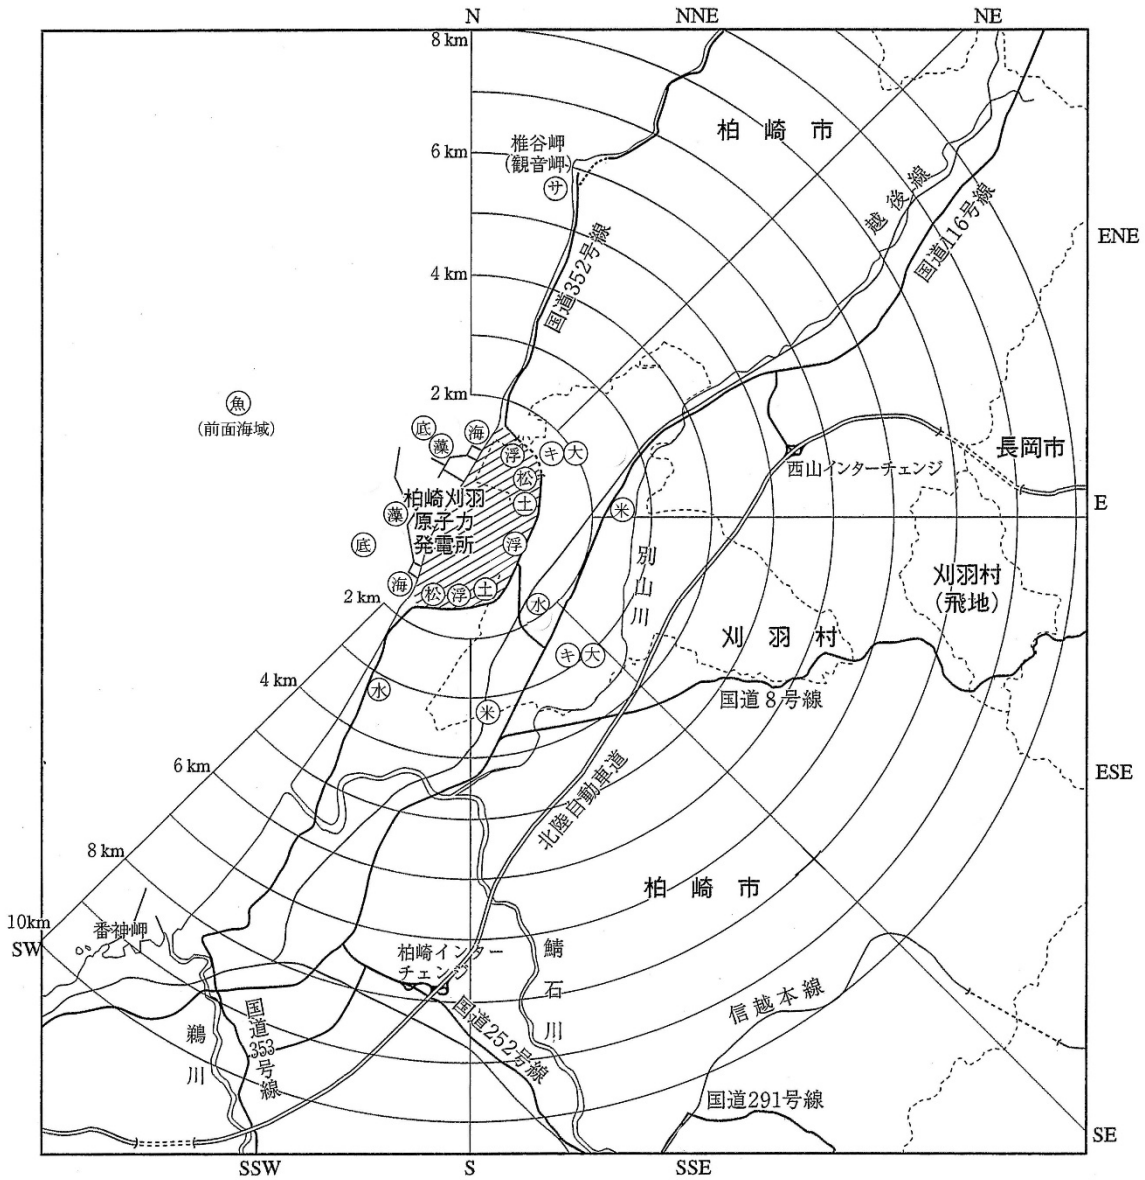 N
NNE
NE
8 km
柏崎市
椎谷岬
(観音岬)
サ
6 km
越後線
国道116号線
ENE
国道352号線
4 km
2 km
魚
(前面海域)
底
藻
海
浮
キ
大
松
土
西山インターチェンジ
長岡市
E
柏崎刈羽
原子力
発電所
藻
底
浮
米
別山川
刈羽村
(飛地)
海
松
浮
土
水
2 km
刈羽村
キ
大
4 km
水
米
国道8号線
6 km
北陸自動車道
ESE
8 km
柏崎市
10km
SW
番神岬
柏崎インター
チェンジ
鯖石川
信越本線
国道252号線
国道353号線
鵜川
国道291号線
SE
SSW
S
SSE